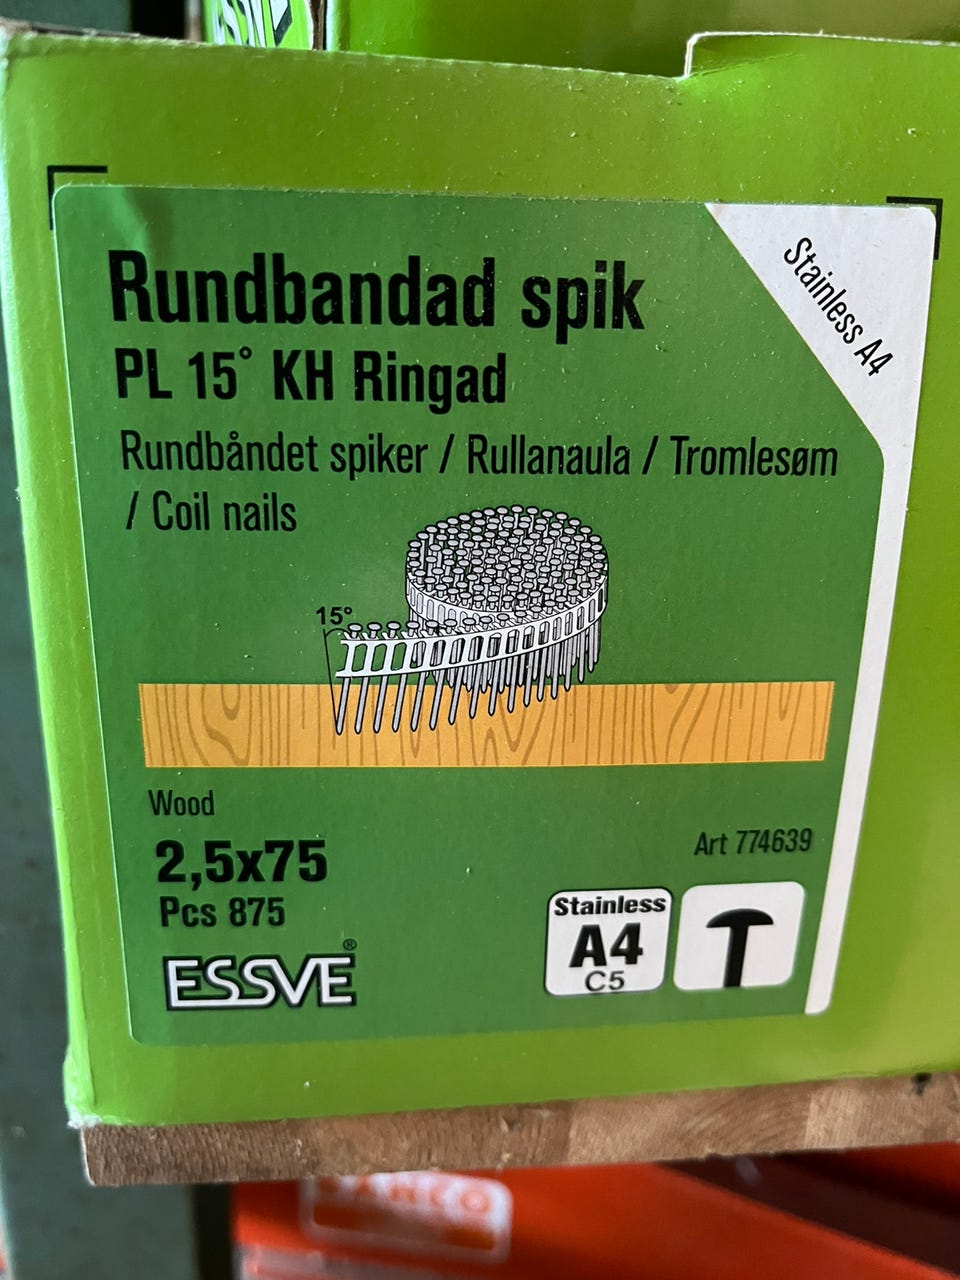 Rundbandad spik
PL 15° KH Ringad
Rundbåndet spiker / Rullanaula / Tromlesøm
/ Coil nails
Stainless A4
15°
Wood
2,5x75
Pcs 875
Art 774639
ESSVE®
Stainless
A4
C5